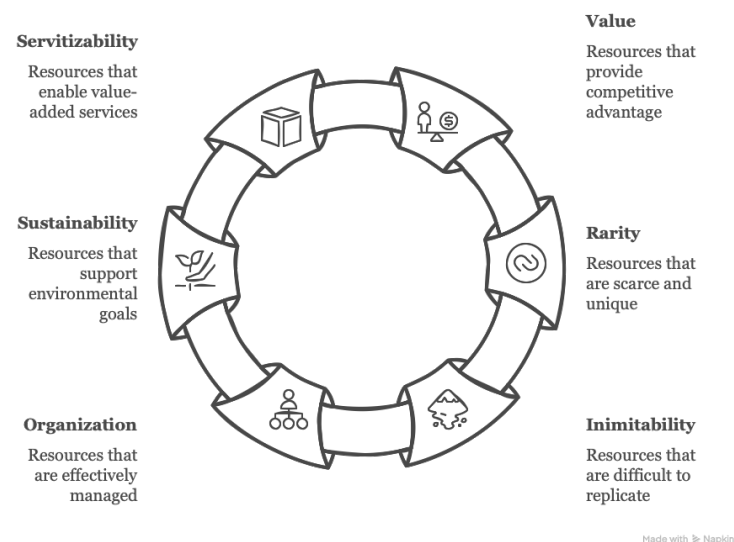 Servitizability
Resources that
enable value-
added services
Value
Resources that
provide
competitive
advantage
Sustainability
Resources that
support
environmental
goals
Rarity
Resources that
are scarce and
unique
Organization
Resources that
are effectively
managed
Inimitability
Resources that
are difficult to
replicate
$
Made with Napkin